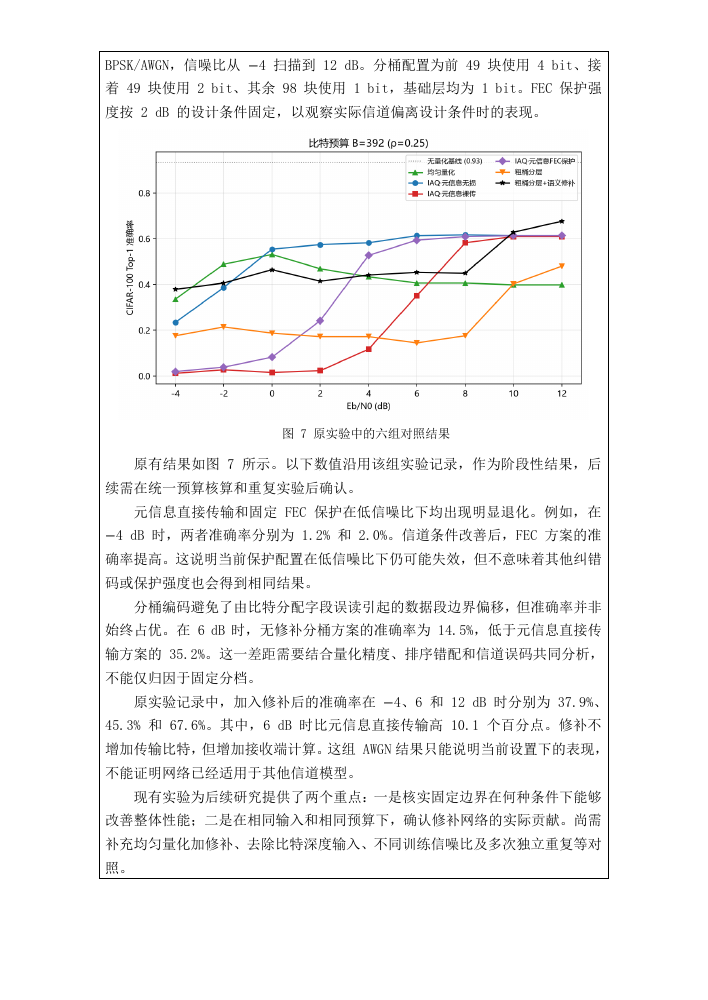 BPSK/AWGN，信噪比从 −4 扫描到 12 dB。分桶配置为前 49 块使用 4 bit、接
着 49 块使用 2 bit、其余 98 块使用 1 bit，基础层均为 1 bit。FEC 保护强
度按 2 dB 的设计条件固定，以观察实际信道偏离设计条件时的表现。
比特预算 B=392 (ρ=0.25)
无量化基线 (0.93)
均匀量化
IAQ·元信息无损
IAQ·元信息裸传
IAQ·元信息FEC保护
粗桶分层
粗桶分层+语义修补
CIFAR-100 Top-1 准确率
0.8
0.6
0.4
0.2
0.0
-4 -2 0 2 4 6 8 10 12
Eb/N0 (dB)
图 7 原实验中的六组对照结果
原有结果如图 7 所示。以下数值沿用该组实验记录，作为阶段性结果，后
续需在统一预算核算和重复实验后确认。
元信息直接传输和固定 FEC 保护在低信噪比下均出现明显退化。例如，在
−4 dB 时，两者准确率分别为 1.2% 和 2.0%。信道条件改善后，FEC 方案的准
确率提高。这说明当前保护配置在低信噪比下仍可能失效，但不意味着其他纠错
码或保护强度也会得到相同结果。
分桶编码避免了由比特分配字段误读引起的数据段边界偏移，但准确率并非
始终占优。在 6 dB 时，无修补分桶方案的准确率为 14.5%，低于元信息直接传
输方案的 35.2%。这一差距需要结合量化精度、排序错配和信道误码共同分析，
不能仅归因于固定分档。
原实验记录中，加入修补后的准确率在 −4、6 和 12 dB 时分别为 37.9%、
45.3% 和 67.6%。其中，6 dB 时比元信息直接传输高 10.1 个百分点。修补不
增加传输比特，但增加接收端计算。这组 AWGN 结果只能说明当前设置下的表现，
不能证明网络已经适用于其他信道模型。
现有实验为后续研究提供了两个重点：一是核实固定边界在何种条件下能够
改善整体性能；二是在相同输入和相同预算下，确认修补网络的实际贡献。尚需
补充均匀量化加修补、去除比特深度输入、不同训练信噪比及多次独立重复等对
照。